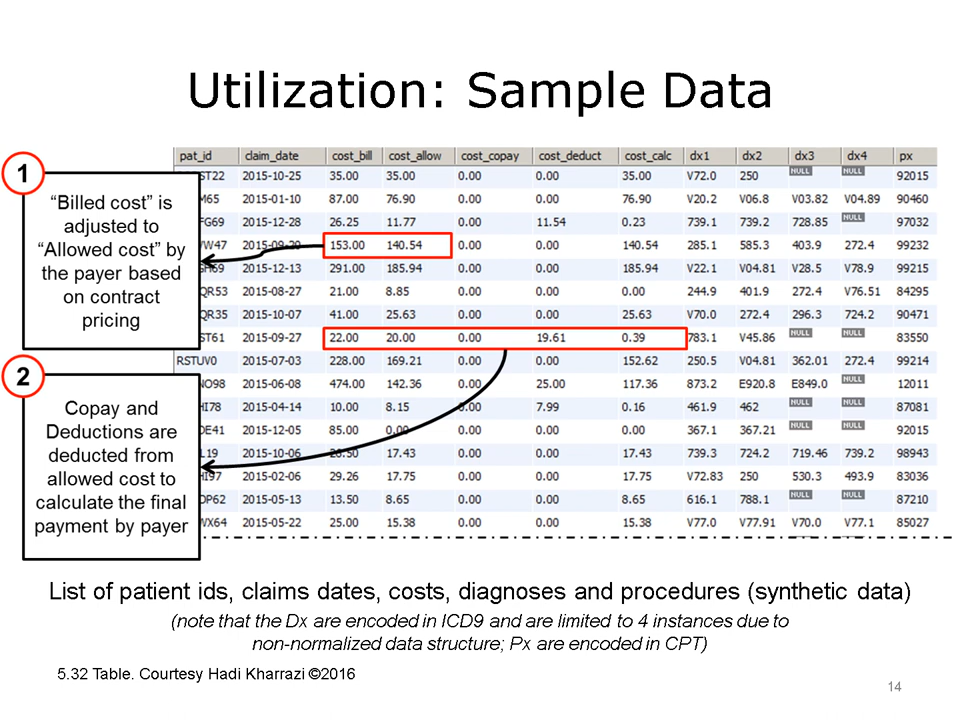 Utilization: Sample Data
1
“Billed cost” is
adjusted to
“Allowed cost” by
the payer based
on contract
pricing
2
Copay and
Deductions are
deducted from
allowed cost to
calculate the final
payment by payer
pat_id claim_date cost_bill cost_allow cost_copay cost_deduct cost_calc dx1 dx2 dx3 dx4 px
ST22 2015-10-25 35.00 35.00 0.00 0.00 35.00 V72.0 250 NULL NULL 92015
M65 2015-01-10 87.00 76.90 0.00 0.00 76.90 V20.2 V06.8 V03.82 V04.89 90460
FG69 2015-12-28 26.25 11.77 0.00 11.54 0.23 739.1 739.2 728.85 NULL 97032
VW47 153.00 140.54 0.00 0.00 140.54 285.1 585.3 403.9 272.4 99232
2015-12-13 291.00 185.94 0.00 0.00 185.94 V22.1 V04.81 V28.5 V78.9 99215
QR53 2015-08-27 21.00 8.85 0.00 0.00 0.00 244.9 401.9 272.4 V76.51 84295
QR35 2015-10-07 41.00 25.63 0.00 0.00 25.63 V70.0 272.4 296.3 724.2 90471
ST61 2015-09-27 22.00 20.00 0.00 19.61 0.39 783.1 V45.86 NULL NULL 83550
RSTUV0 2015-07-03 228.00 169.21 0.00 0.00 152.62 250.5 V04.81 362.01 272.4 99214
NO98 2015-06-08 474.00 142.36 0.00 25.00 117.36 873.2 E920.8 E849.0 NULL 12011
HI78 2015-04-14 10.00 8.15 0.00 7.99 0.16 461.9 462 NULL NULL 87081
DE41 2015-12-05 85.00 0.00 0.00 0.00 0.00 367.1 367.21 NULL NULL 92015
L19 2015-10-06 17.43 0.00 0.00 17.43 739.3 724.2 719.46 739.2 98943
HI97 2015-02-06 29.26 17.75 0.00 0.00 17.75 V72.83 250 530.3 493.9 83036
OP62 2015-05-13 13.50 8.65 0.00 0.00 8.65 616.1 788.1 NULL NULL 87210
WX64 2015-05-22 25.00 15.38 0.00 0.00 15.38 V77.0 V77.91 V70.0 V77.1 85027
List of patient ids, claims dates, costs, diagnoses and procedures (synthetic data)
(note that the Dx are encoded in ICD9 and are limited to 4 instances due to
non-normalized data structure; Px are encoded in CPT)
5.32 Table. Courtesy Hadi Kharrazi ©2016
14